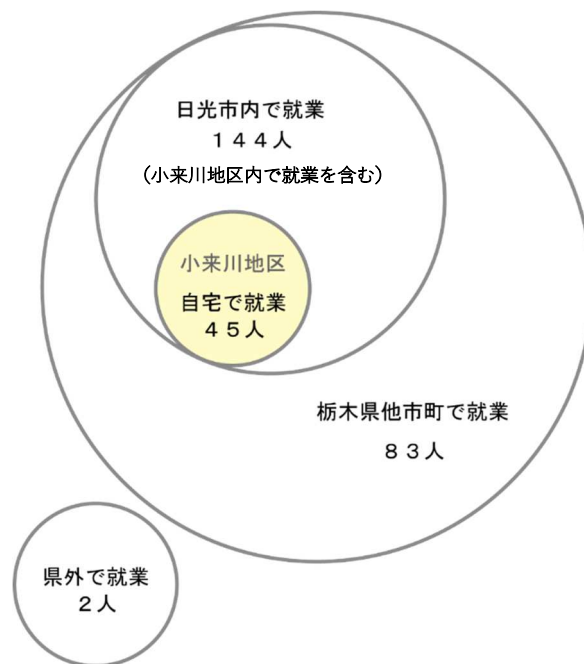 日光市内で就業
１４４人
（小来川地区内で就業を含む）
小来川地区
自宅で就業
４５人
栃木県他市町で就業
８３人
県外で就業
２人